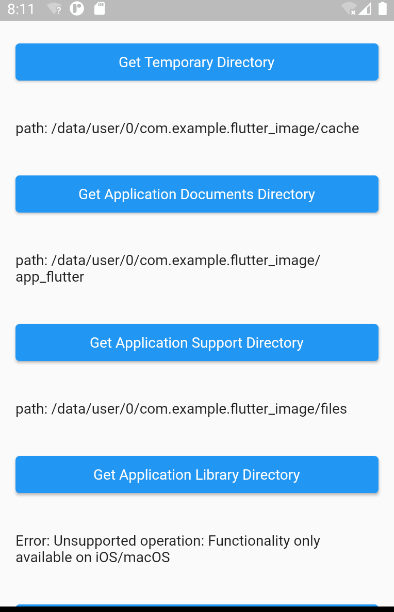 8:11
Get Temporary Directory
path: /data/user/0/com.example.flutter_image/cache
Get Application Documents Directory
path: /data/user/0/com.example.flutter_image/
app_flutter
Get Application Support Directory
path: /data/user/0/com.example.flutter_image/files
Get Application Library Directory
Error: Unsupported operation: Functionality only
available on iOS/macOS